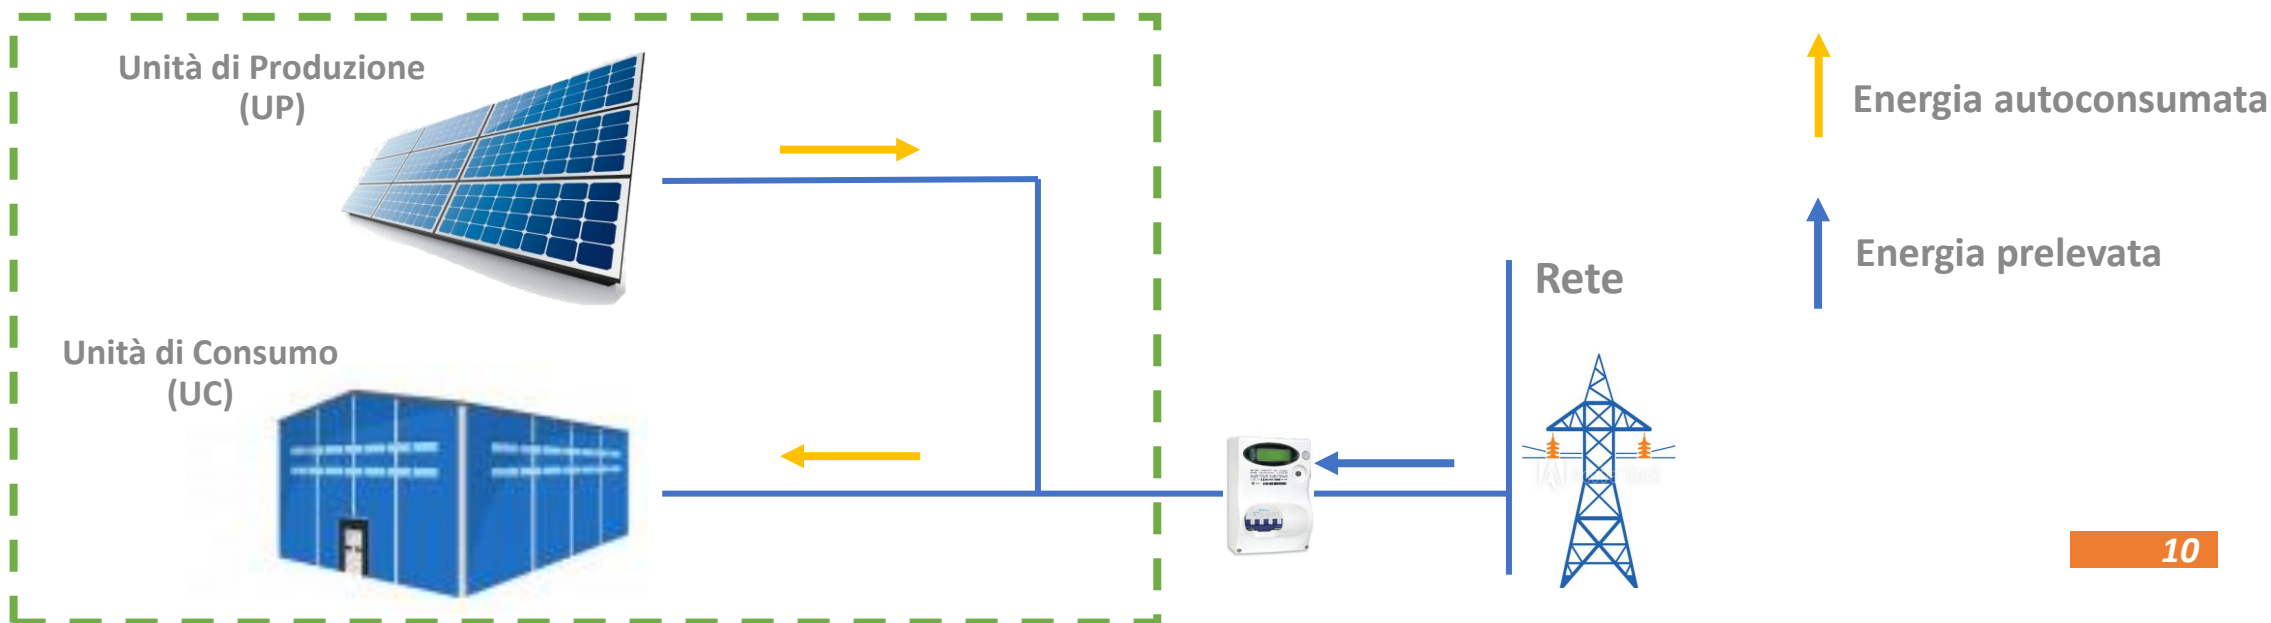 Unità di Produzione
(UP)
Energia autoconsumata
Energia prelevata
Rete
Unità di Consumo
(UC)
10